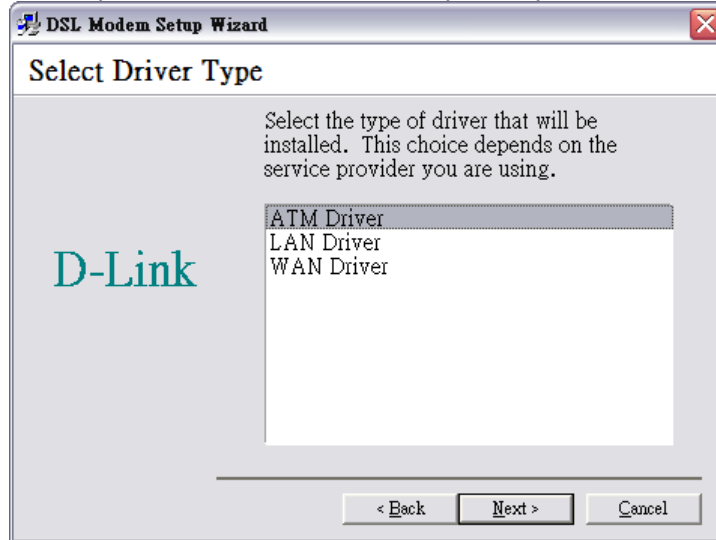 DSL Modem Setup Wizard
Select Driver Type
Select the type of driver that will be
installed. This choice depends on the
service provider you are using.
D-Link
ATM Driver
LAN Driver
WAN Driver
< Back
Next >
Cancel